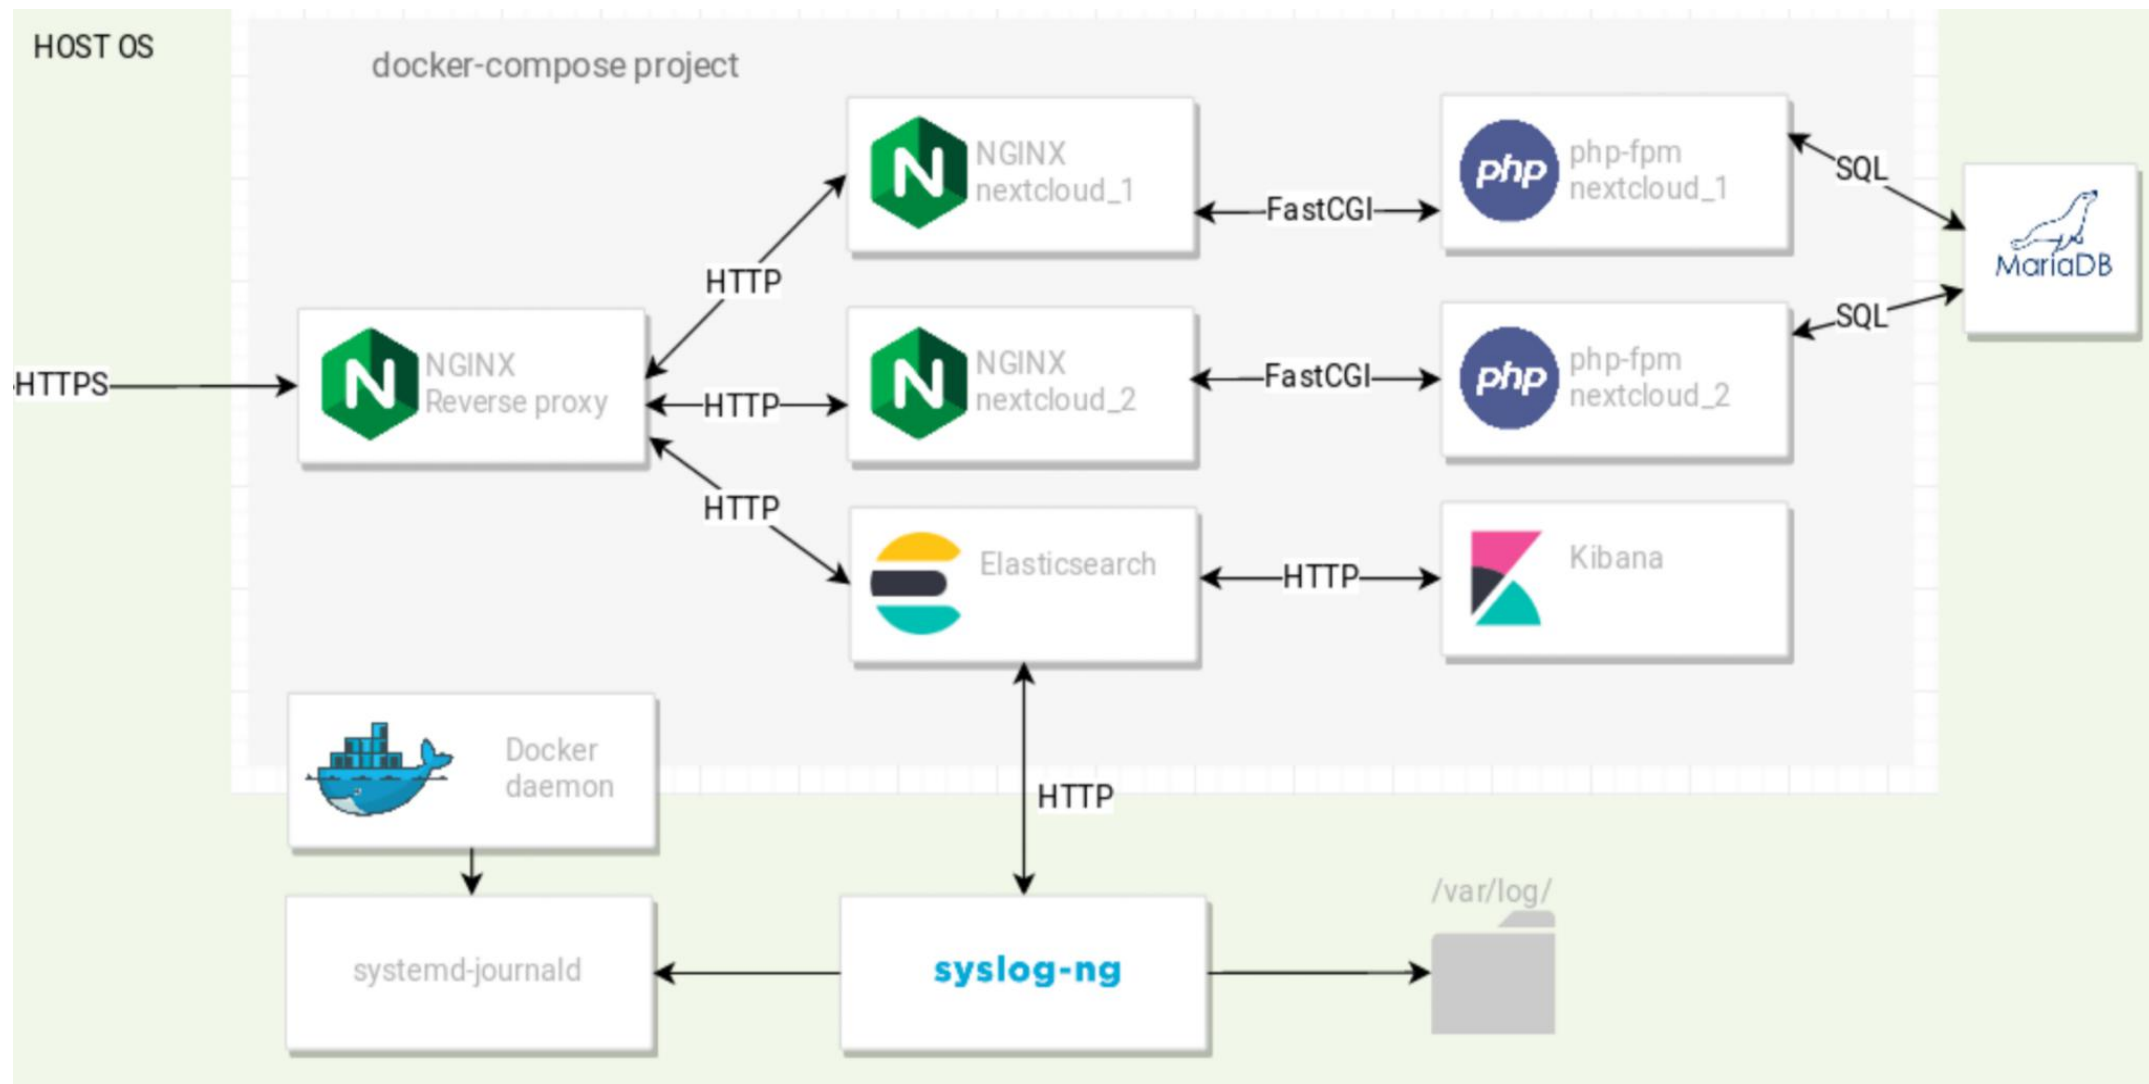 HOST OS
docker-compose project
NGINX
nextcloud_1
FastCGI
php
php-fpm
nextcloud_1
SQL
MariaDB
HTTP
HTTPS
NGINX
Reverse proxy
HTTP
NGINX
nextcloud_2
FastCGI
php
php-fpm
nextcloud_2
SQL
HTTP
Elasticsearch
HTTP
Kibana
Docker
daemon
HTTP
systemd-journald
syslog-ng
/var/log/